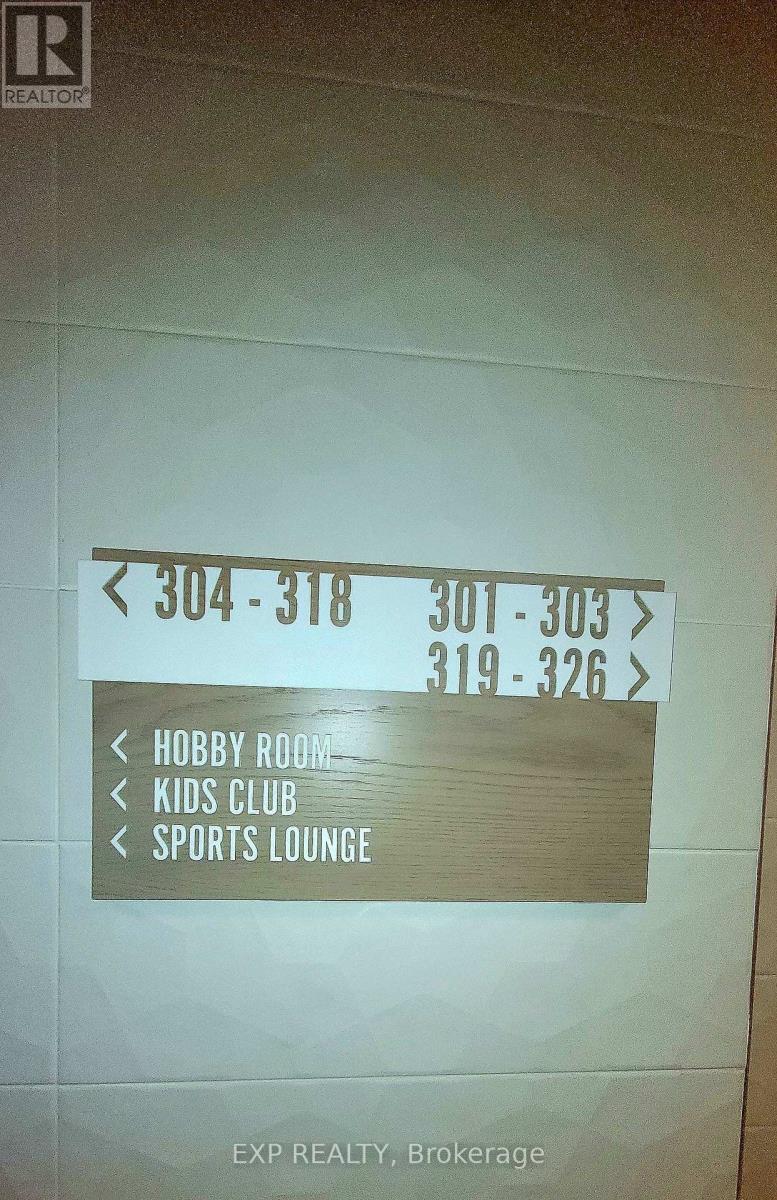 R
REALTOR®
< 304 - 318 301 - 303 >
319 - 326 >
< HOBBY ROOM
< KIDS CLUB
< SPORTS LOUNGE
EXP REALTY, Brokerage